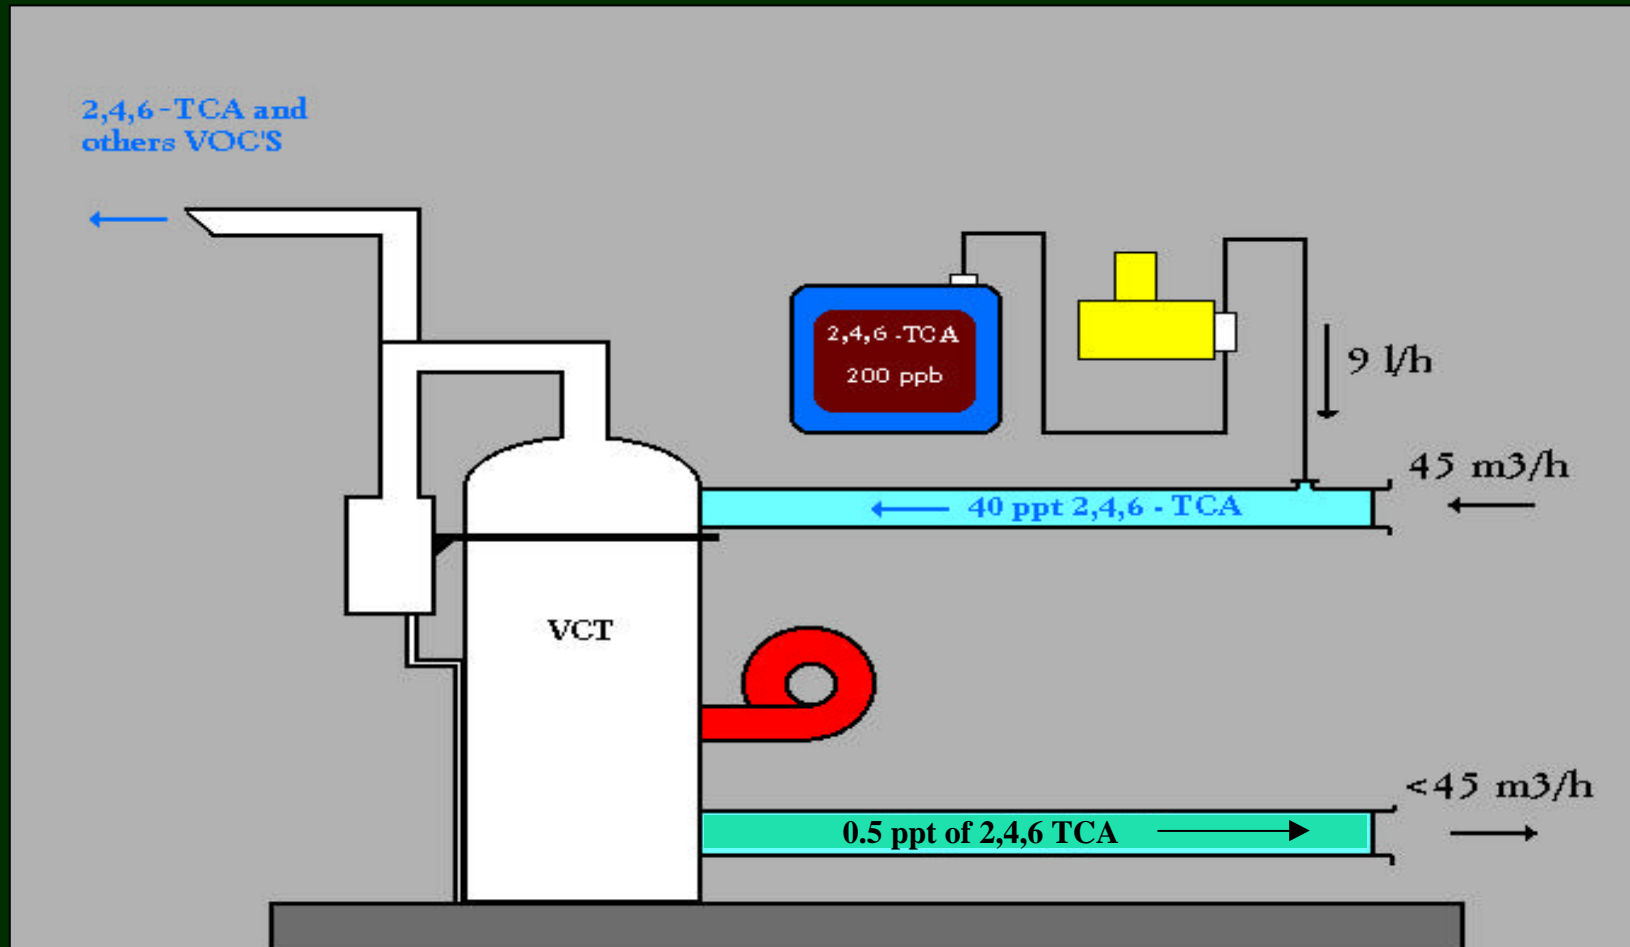 2,4,6-TCA and
others VOC'S
2,4,6 -TCA
200 ppb
9 l/h
45 m3/h
40 ppt 2,4,6 - TCA
VCT
<45 m3/h
0.5 ppt of 2,4,6 TCA